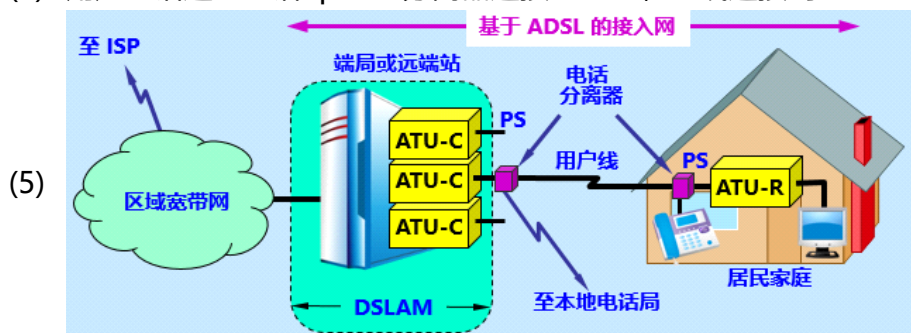 基于 ADSL 的接入网
至 ISP
端局或远端站
电话
分离器
PS
ATU-C
用户线
PS
(5)
区域宽带网
ATU-C
ATU-R
ATU-C
居民家庭
DSLAM
至本地电话局